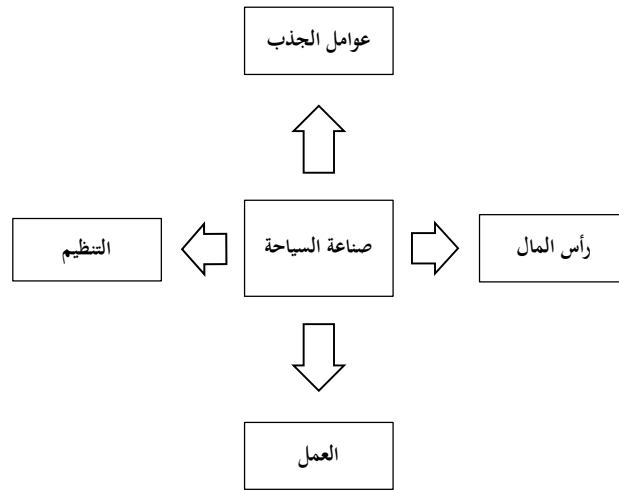 عوامل الجذب
رأس المال
صناعة السياحة
التنظيم
العمل